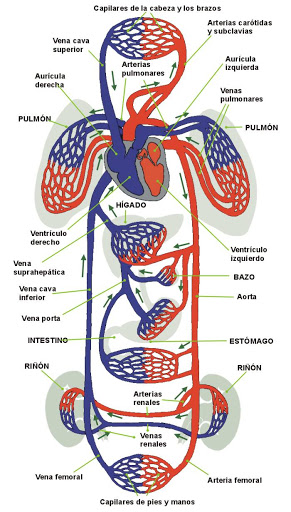 Capilares de la cabeza y los brazos
Vena cava
superior
Arterias carótidas
y subclavias
Arterias
pulmonares
Aurícula
derecha
Aurícula
izquierda
Venas
pulmonares
PULMÓN
PULMÓN
HÍGADO
Ventrículo
derecho
Ventrículo
izquierdo
Vena
suprahepática
BAZO
Vena cava
inferior
Aorta
Vena porta
INTESTINO
ESTÓMAGO
RIÑÓN
RIÑÓN
Arterias
renales
Venas
renales
Vena femoral
Arteria femoral
Capilares de pies y manos